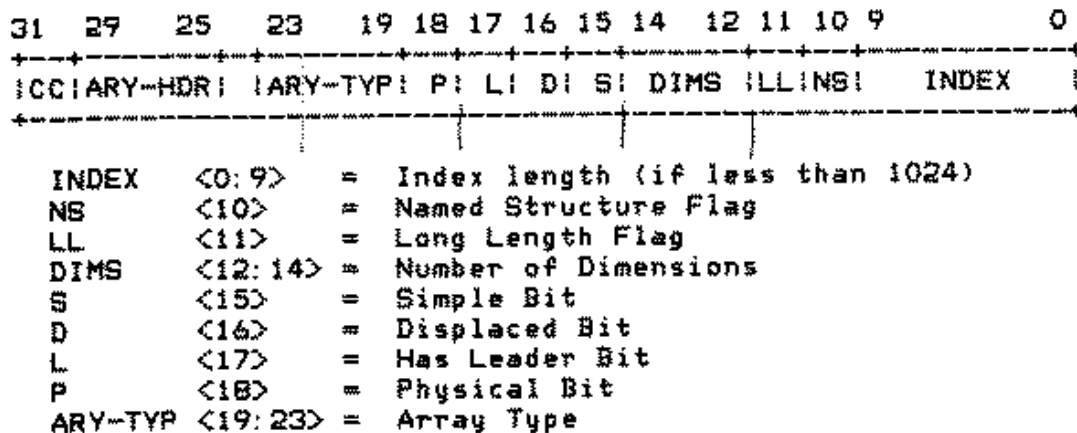 31 29 25 23 19 18 17 16 15 14 12 11 10 9 0
+--+-------+ +--------+--+--+--+--+-------+--+--+----------+
|CC|ARY-HDR| |ARY-TYP| P| L| D| S| DIMS |LL|NS| INDEX |
INDEX <0:9> = Index length (if less than 1024)
NS <10> = Named Structure Flag
LL <11> = Long Length Flag
DIMS <12:14> = Number of Dimensions
S <15> = Simple Bit
D <16> = Displaced Bit
L <17> = Has Leader Bit
P <18> = Physical Bit
ARY-TYP <19:23> = Array Type